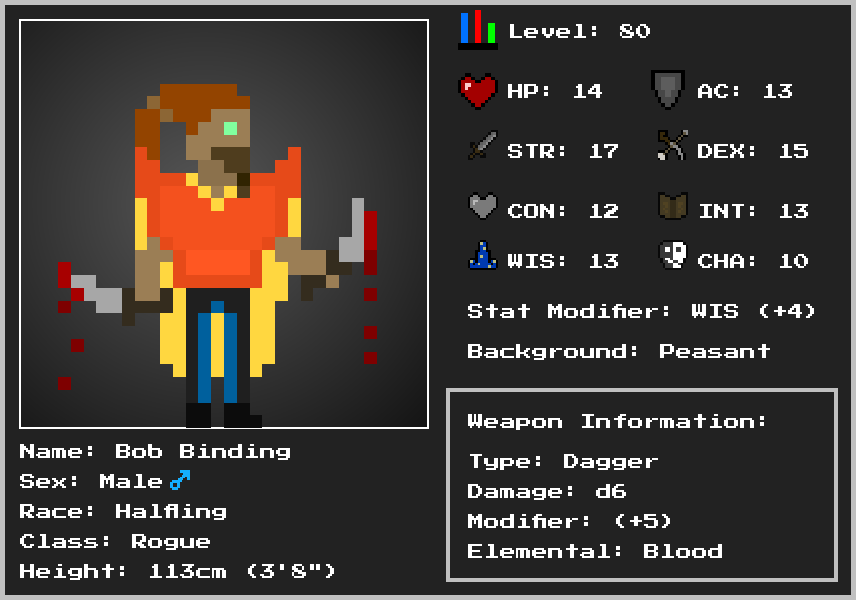 Level: 80
HP: 14 AC: 13
STR: 17 DEX: 15
CON: 12 INT: 13
WIS: 13 CHA: 10
Stat Modifier: WIS (+4)
Background: Peasant
Name: Bob Binding
Sex: Male ♂
Race: Halfling
Class: Rogue
Height: 113cm (3'8")
Weapon Information:
Type: Dagger
Damage: d6
Modifier: (+5)
Elemental: Blood